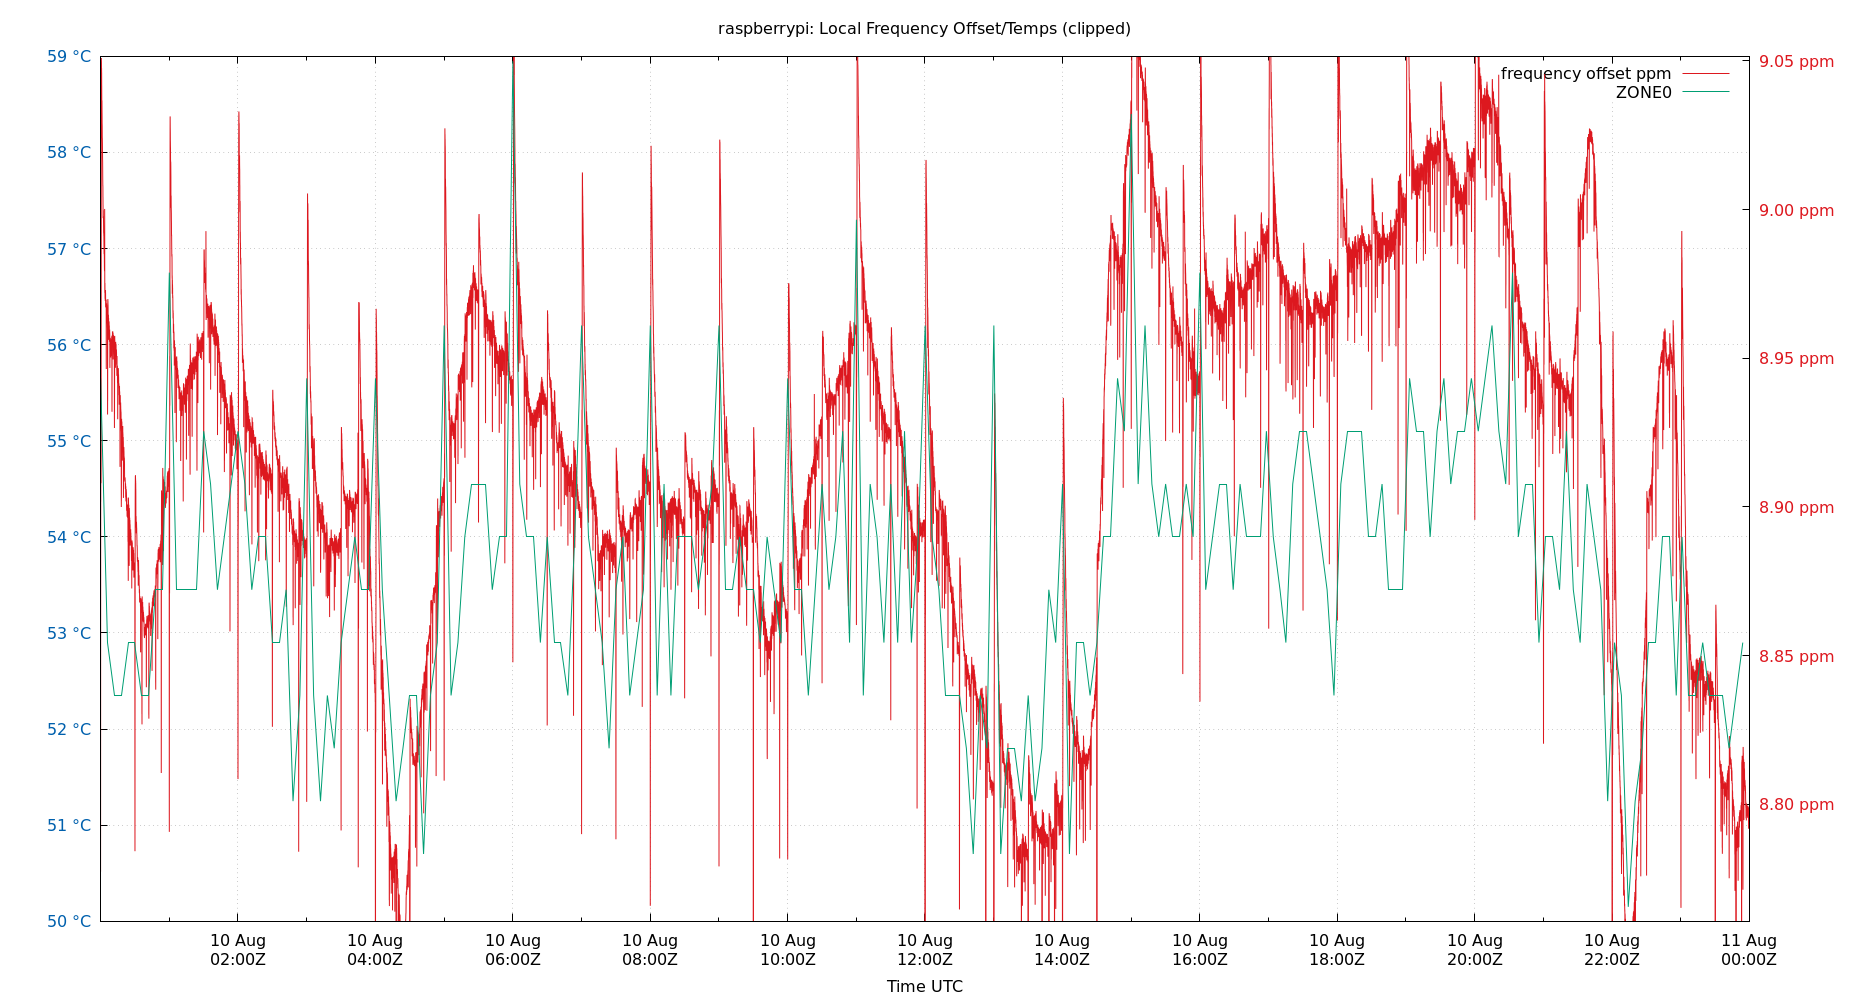 raspberrypi: Local Frequency Offset/Temps (clipped)
59 °C
58 °C
57 °C
56 °C
55 °C
54 °C
53 °C
52 °C
51 °C
50 °C
9.05 ppm
9.00 ppm
8.95 ppm
8.90 ppm
8.85 ppm
8.80 ppm
frequency offset ppm
ZONE0
10 Aug
02:00Z
10 Aug
04:00Z
10 Aug
06:00Z
10 Aug
08:00Z
10 Aug
10:00Z
10 Aug
12:00Z
10 Aug
14:00Z
10 Aug
16:00Z
10 Aug
18:00Z
10 Aug
20:00Z
10 Aug
22:00Z
11 Aug
00:00Z
Time UTC